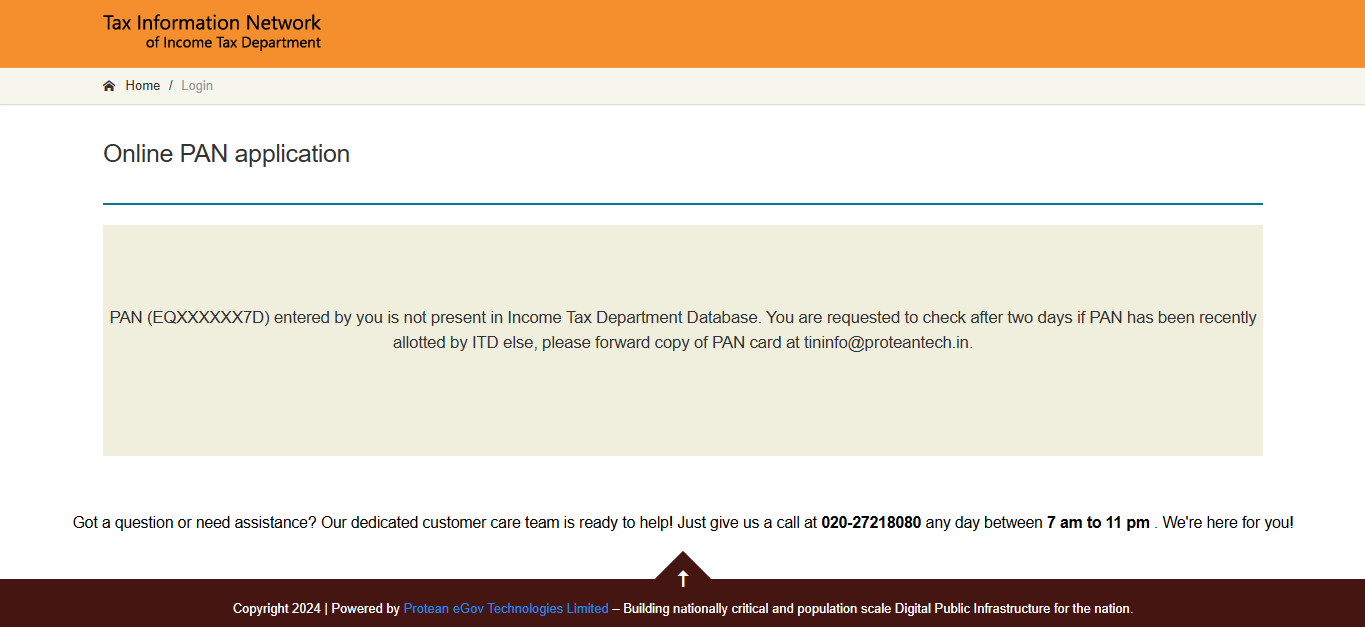 Tax Information Network
of Income Tax Department
Home / Login
Online PAN application
PAN (EQXXXXXX7D) entered by you is not present in Income Tax Department Database. You are requested to check after two days if PAN has been recently
allotted by ITD else, please forward copy of PAN card at tininfo@proteantech.in.
Got a question or need assistance? Our dedicated customer care team is ready to help! Just give us a call at 020-27218080 any day between 7 am to 11 pm . We're here for you!
Copyright 2024 | Powered by Protean eGov Technologies Limited – Building nationally critical and population scale Digital Public Infrastructure for the nation.